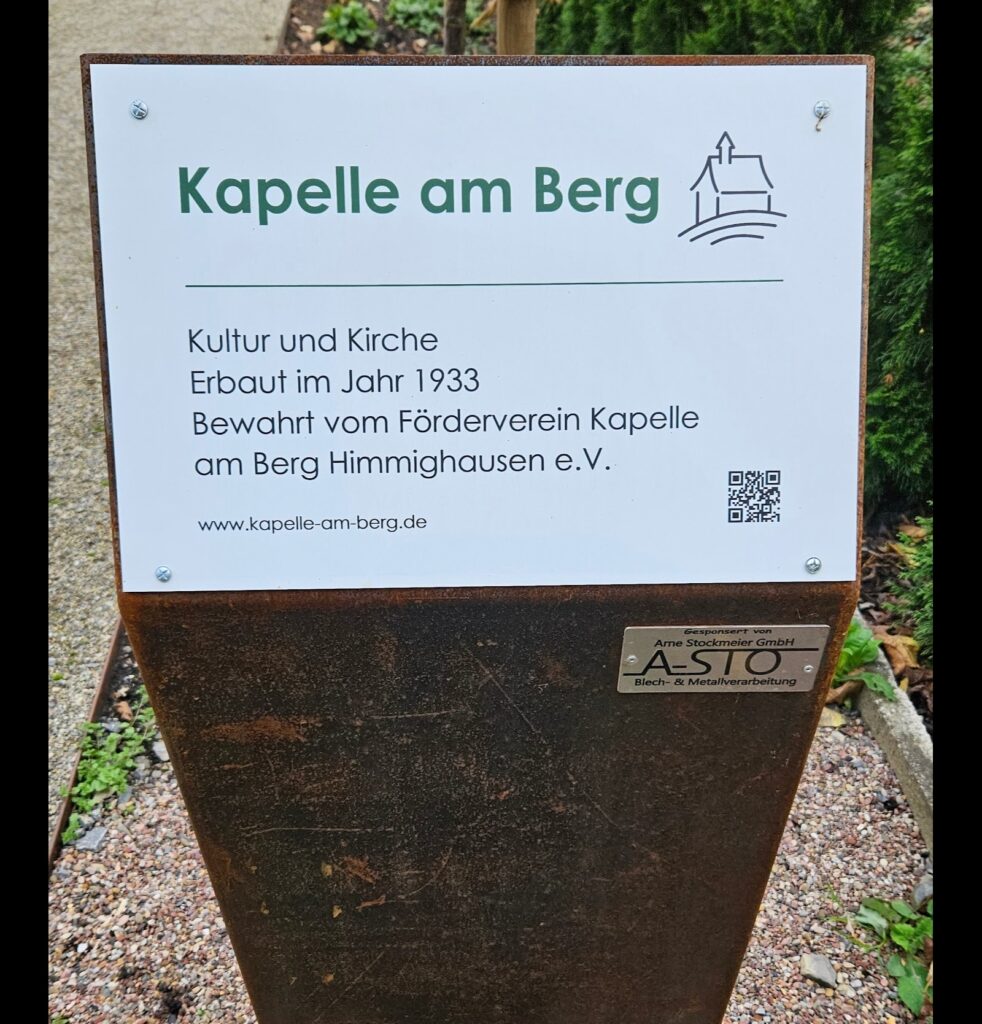 Kapelle am Berg
Kultur und Kirche
Erbaut im Jahr 1933
Bewahrt vom Förderverein Kapelle
am Berg Himmighausen e.V.
www.kapelle-am-berg.de
Gesponsert von
Arne Stockmeier GmbH
A-STO
Blech- & Metallverarbeitung